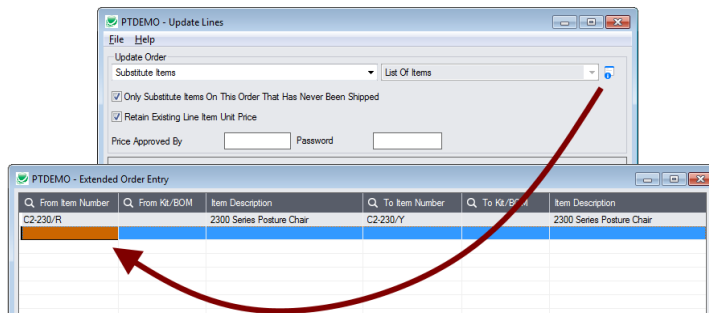 PTDEMO - Update Lines
File Help
Update Order
Substitute Items
List Of Items
Only Substitute Items On This Order That Has Never Been Shipped
Retain Existing Line Item Unit Price
Price Approved By
Password
PTDEMO - Extended Order Entry
From Item Number From Kit/BOM Item Description To Item Number To Kit/BOM Item Description
C2-230/R 2300 Series Posture Chair C2-230/Y 2300 Series Posture Chair